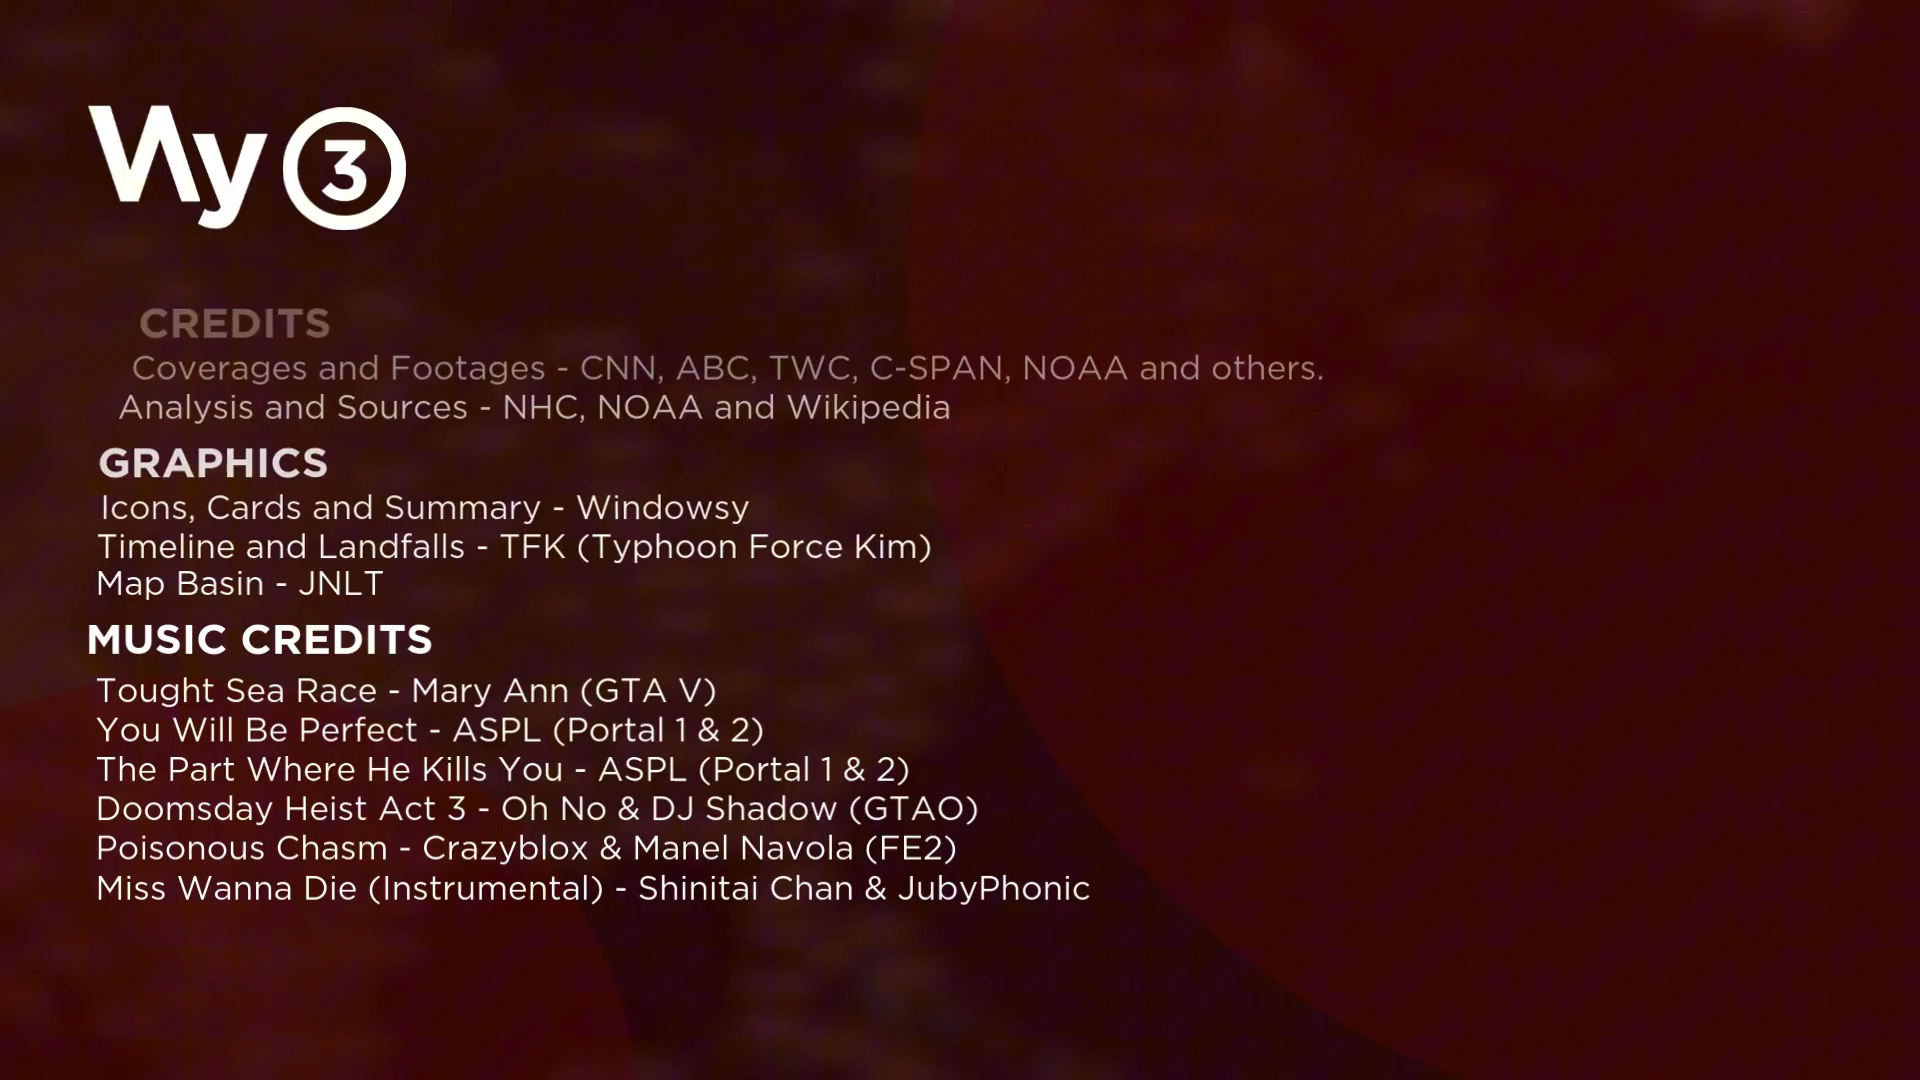 Wy 3
CREDITS
Coverages and Footages - CNN, ABC, TWC, C-SPAN, NOAA and others.
Analysis and Sources - NHC, NOAA and Wikipedia
GRAPHICS
Icons, Cards and Summary - Windowsy
Timeline and Landfalls - TFK (Typhoon Force Kim)
Map Basin - JNLT
MUSIC CREDITS
Tought Sea Race - Mary Ann (GTA V)
You Will Be Perfect - ASPL (Portal 1 & 2)
The Part Where He Kills You - ASPL (Portal 1 & 2)
Doomsday Heist Act 3 - Oh No & DJ Shadow (GTAO)
Poisonous Chasm - Crazyblox & Manel Navola (FE2)
Miss Wanna Die (Instrumental) - Shinitai Chan & JubyPhonic